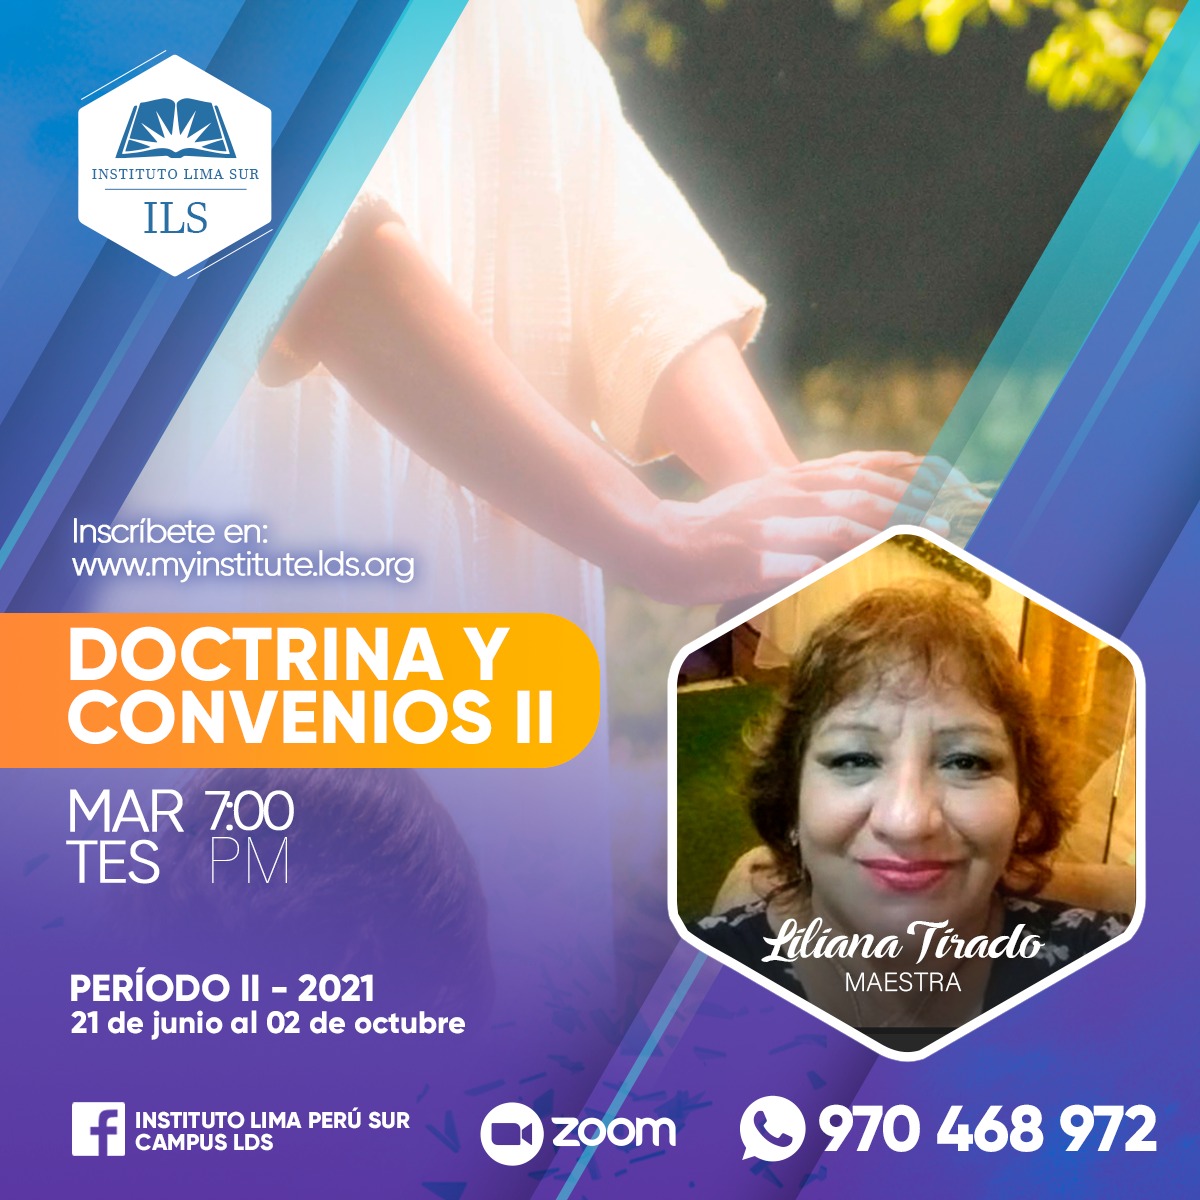 INSTITUTO LIMA SUR
ILS
Inscríbete en:
www.myinstitute.lds.org
DOCTRINA Y
CONVENIOS II
MAR 7:00
TES PM
Liliana Tirado
MAESTRA
PERÍODO II - 2021
21 de junio al 02 de octubre
INSTITUTO LIMA PERÚ SUR
CAMPUS LDS
zoom
970 468 972